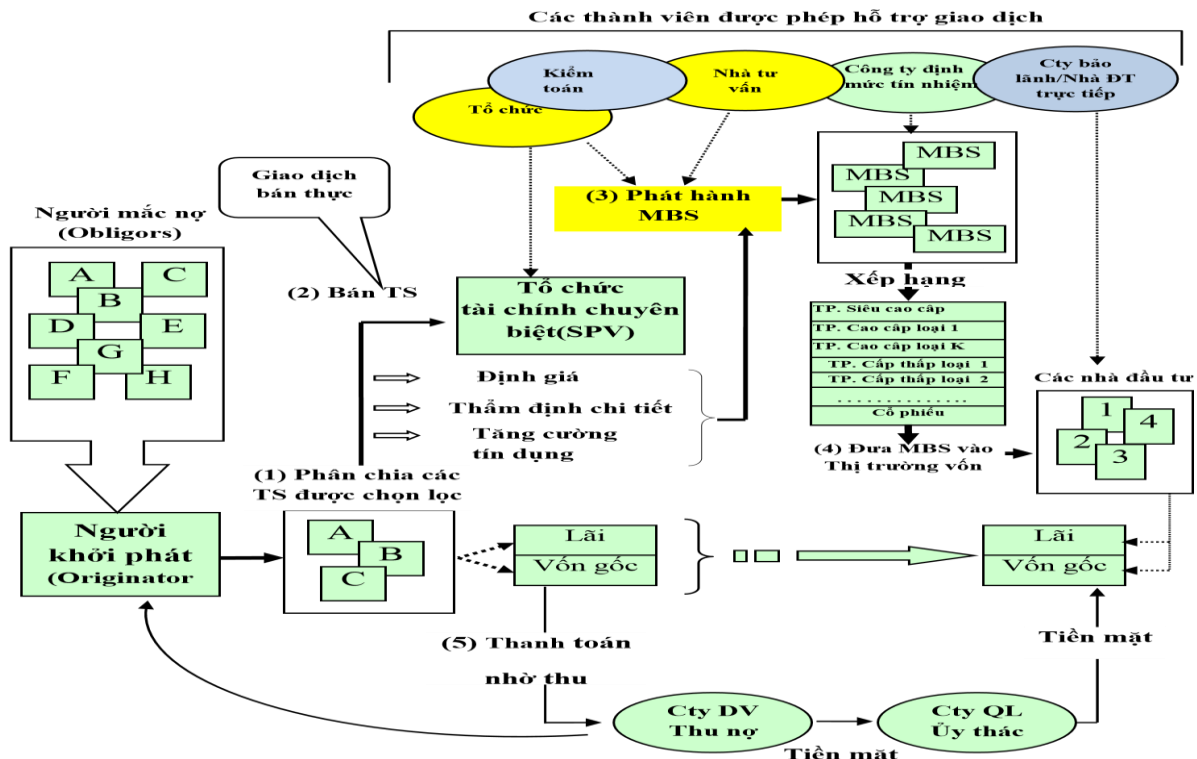 Các thành viên được phép hỗ trợ giao dịch
Kiểm
toán
Nhà tư
vấn
Công ty định
mức tín nhiệm
Cty bảo
lãnh/Nhà ĐT
trực tiếp
Tổ chức
Giao dịch
bán thực
Người mắc nợ
(Obligors)
A
C
B
D
E
G
F
H
(2) Bán TS
Tổ chức
tài chính chuyên
biệt(SPV)
(3) Phát hành
MBS
MBS
MBS
MBS
MBS
MBS
Xếp hạng
TP. Siêu cao cấp
TP. Cao cấp loại 1
TP. Cao cấp loại K
TP. Cấp thấp loại 1
TP. Cấp thấp loại 2
. . . . . . . . . . . . . .
Cổ phiếu
Định giá
Thẩm định chi tiết
Tăng cường
tín dụng
(4) Đưa MBS vào
Thị trường vốn
Các nhà đầu tư
1
4
2
3
(1) Phân chia các
TS được chọn lọc
Người
khởi phát
(Originator
A
B
C
Lãi
Vốn gốc
Lãi
Vốn gốc
(5) Thanh toán
nhờ thu
Tiền mặt
Cty DV
Thu nợ
Cty QL
Ủy thác
Tiền mặt